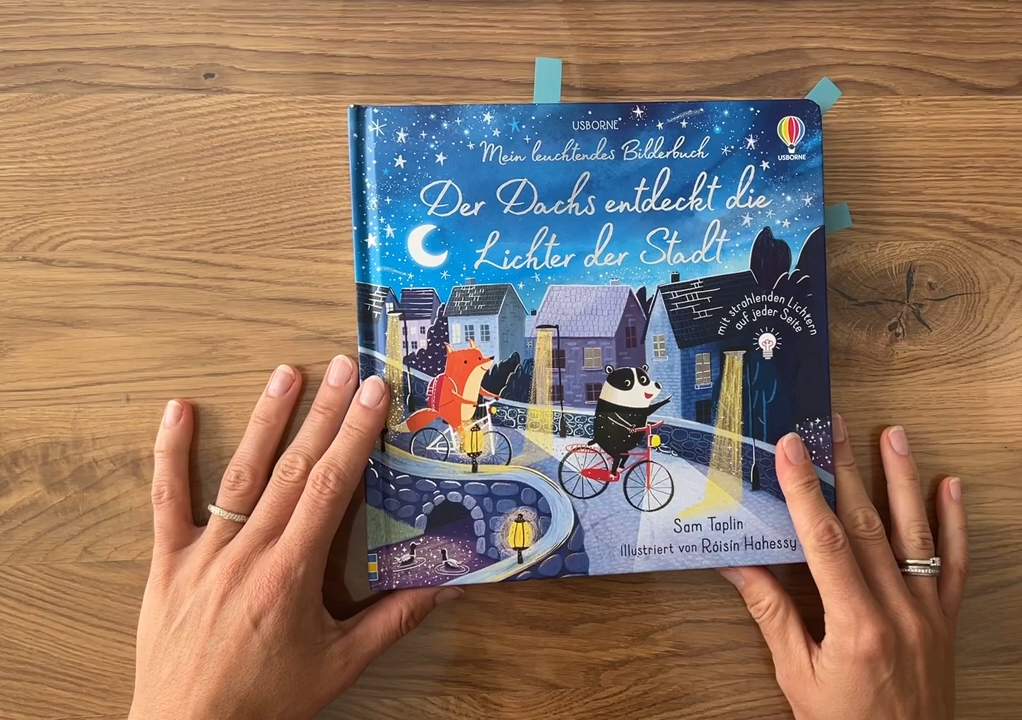 USBORNE
Mein leuchtendes Bilderbuch
Der Dachs entdeckt die
Lichter der Stadt
USBORNE
mit strahlenden Lichtern
auf jeder Seite
Sam Taplin
Illustriert von Róisín Hahessy